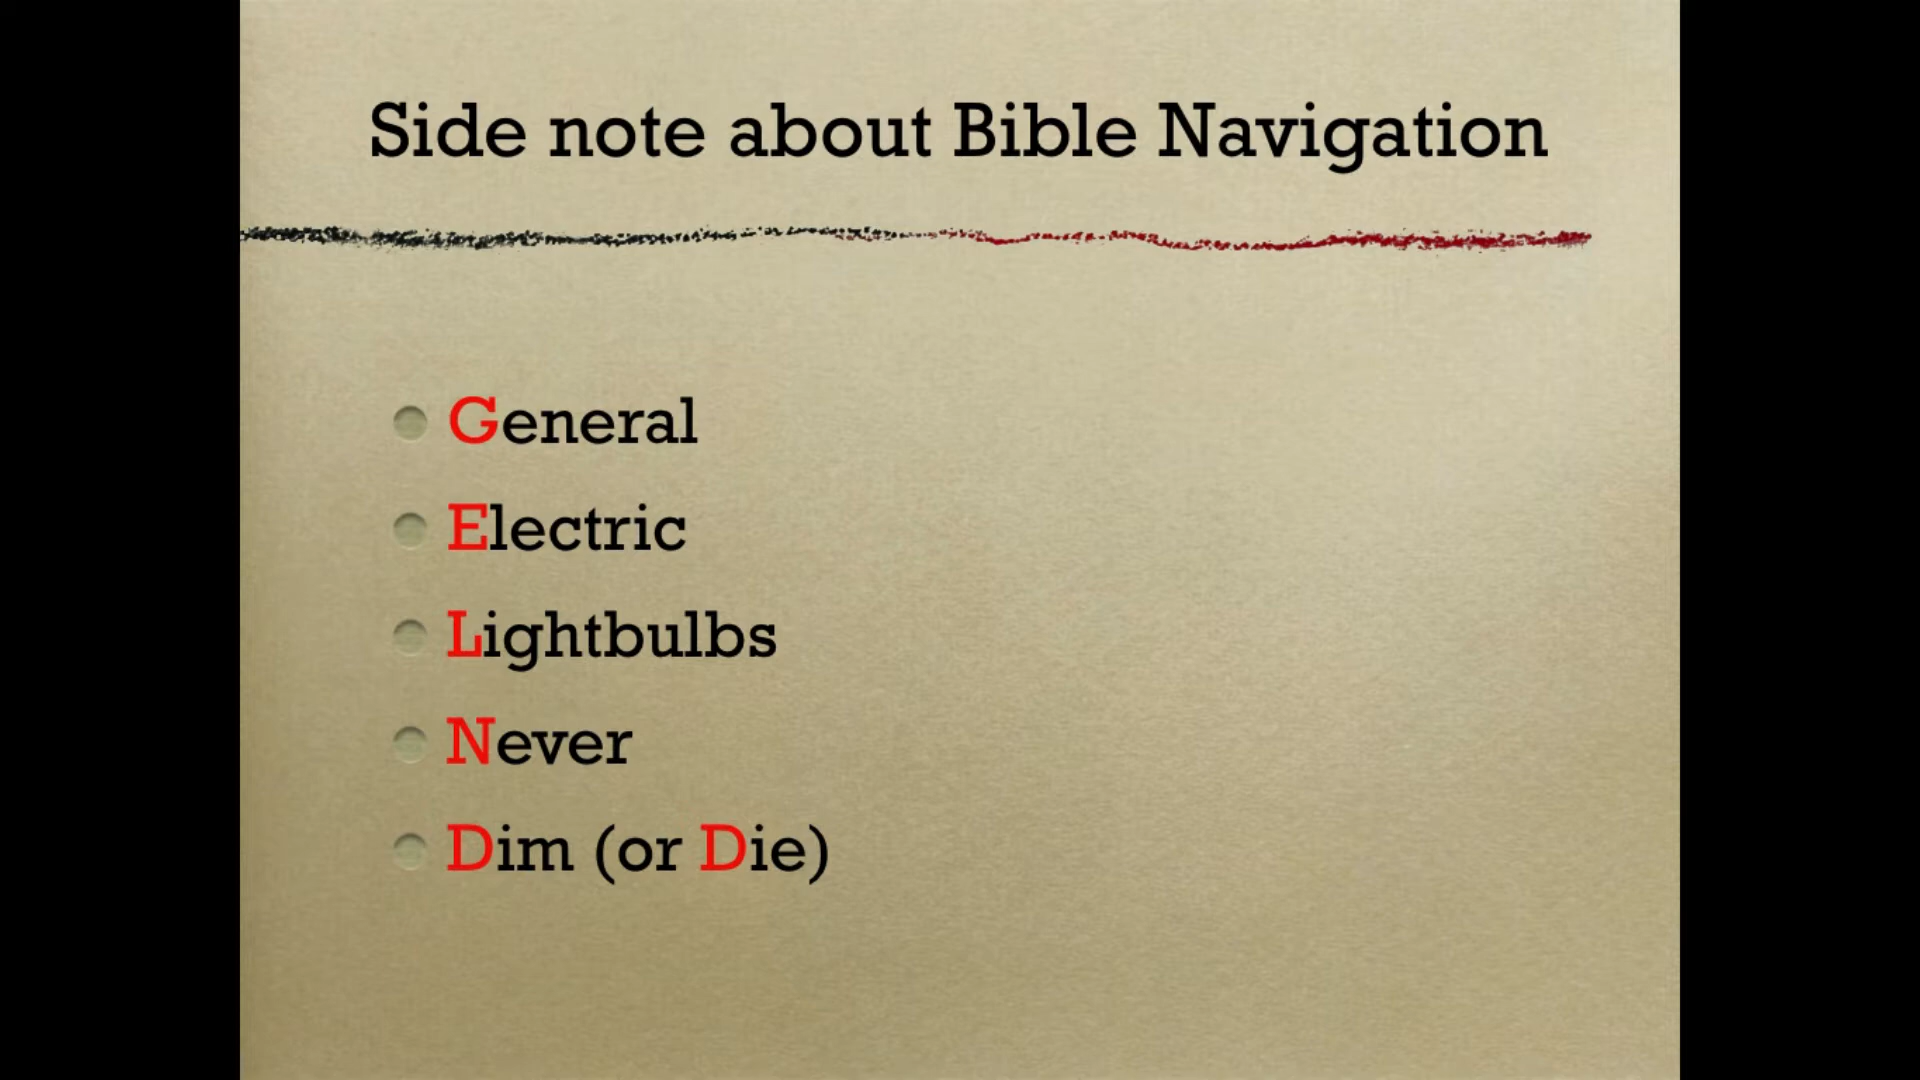 Side note about Bible Navigation
General
Electric
Lightbulbs
Never
Dim (or Die)